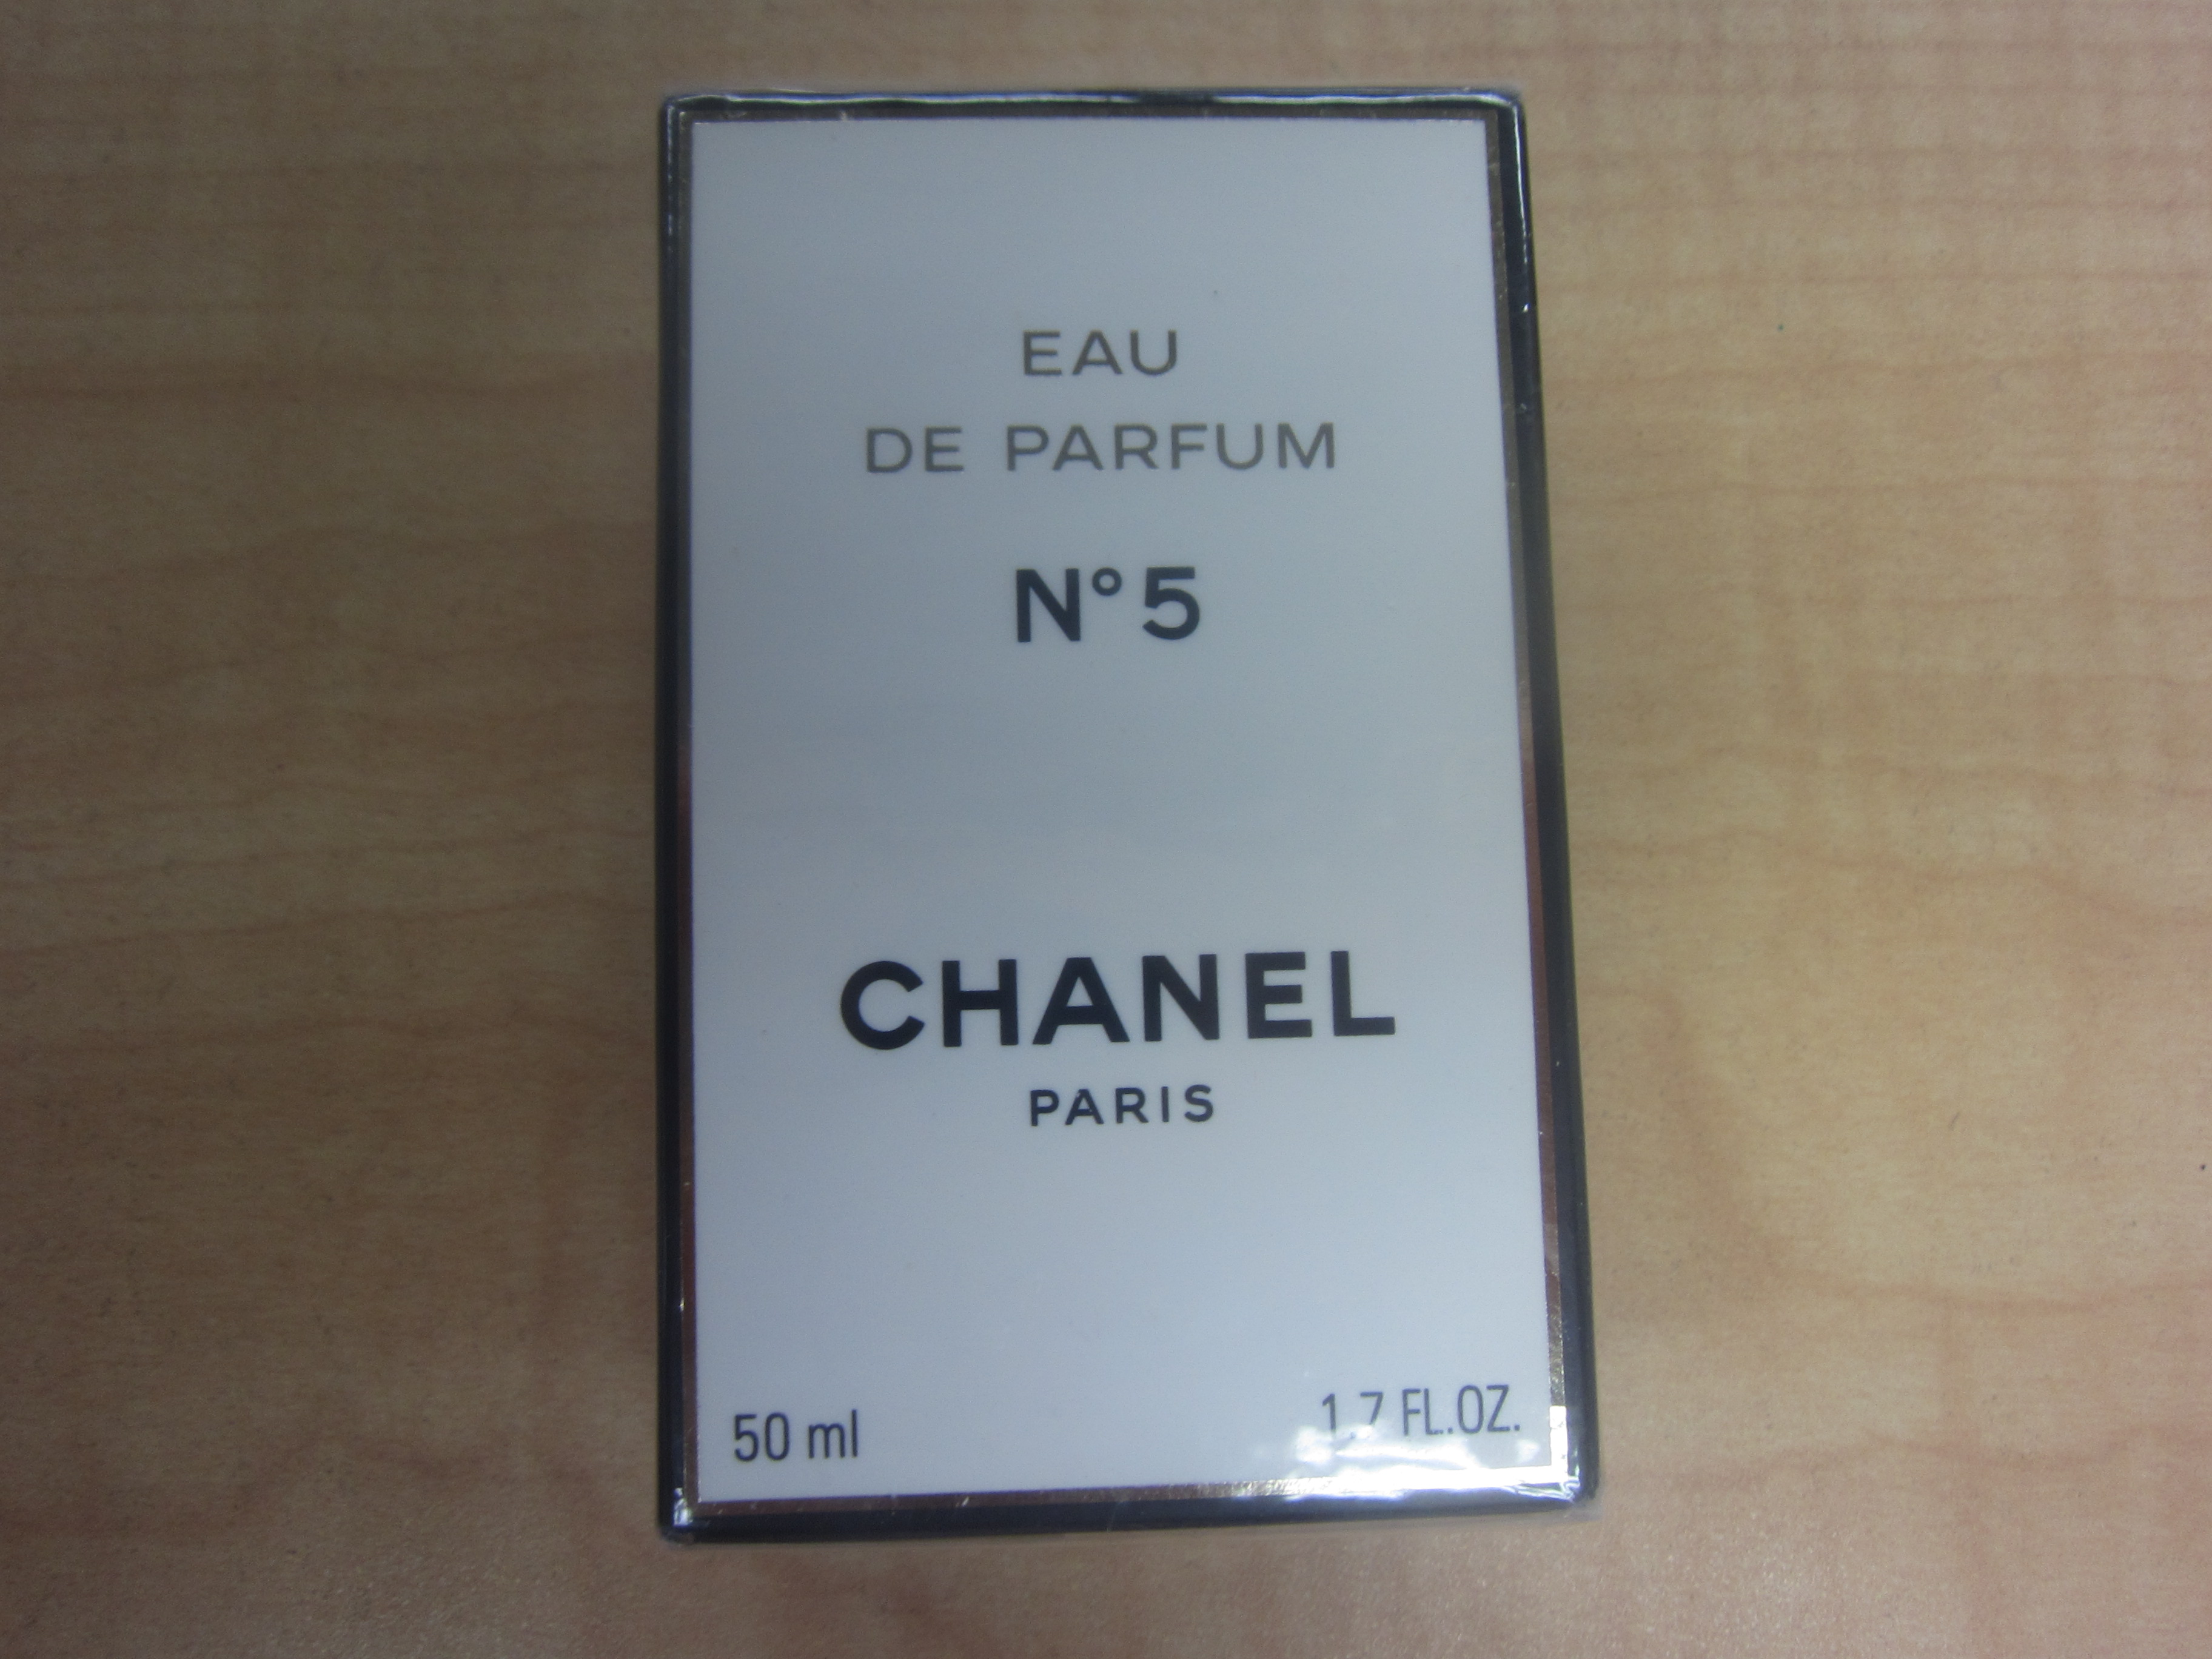 EAU
DE PARFUM
N°5
CHANEL
PARIS
50 ml
1.7 FL.OZ.